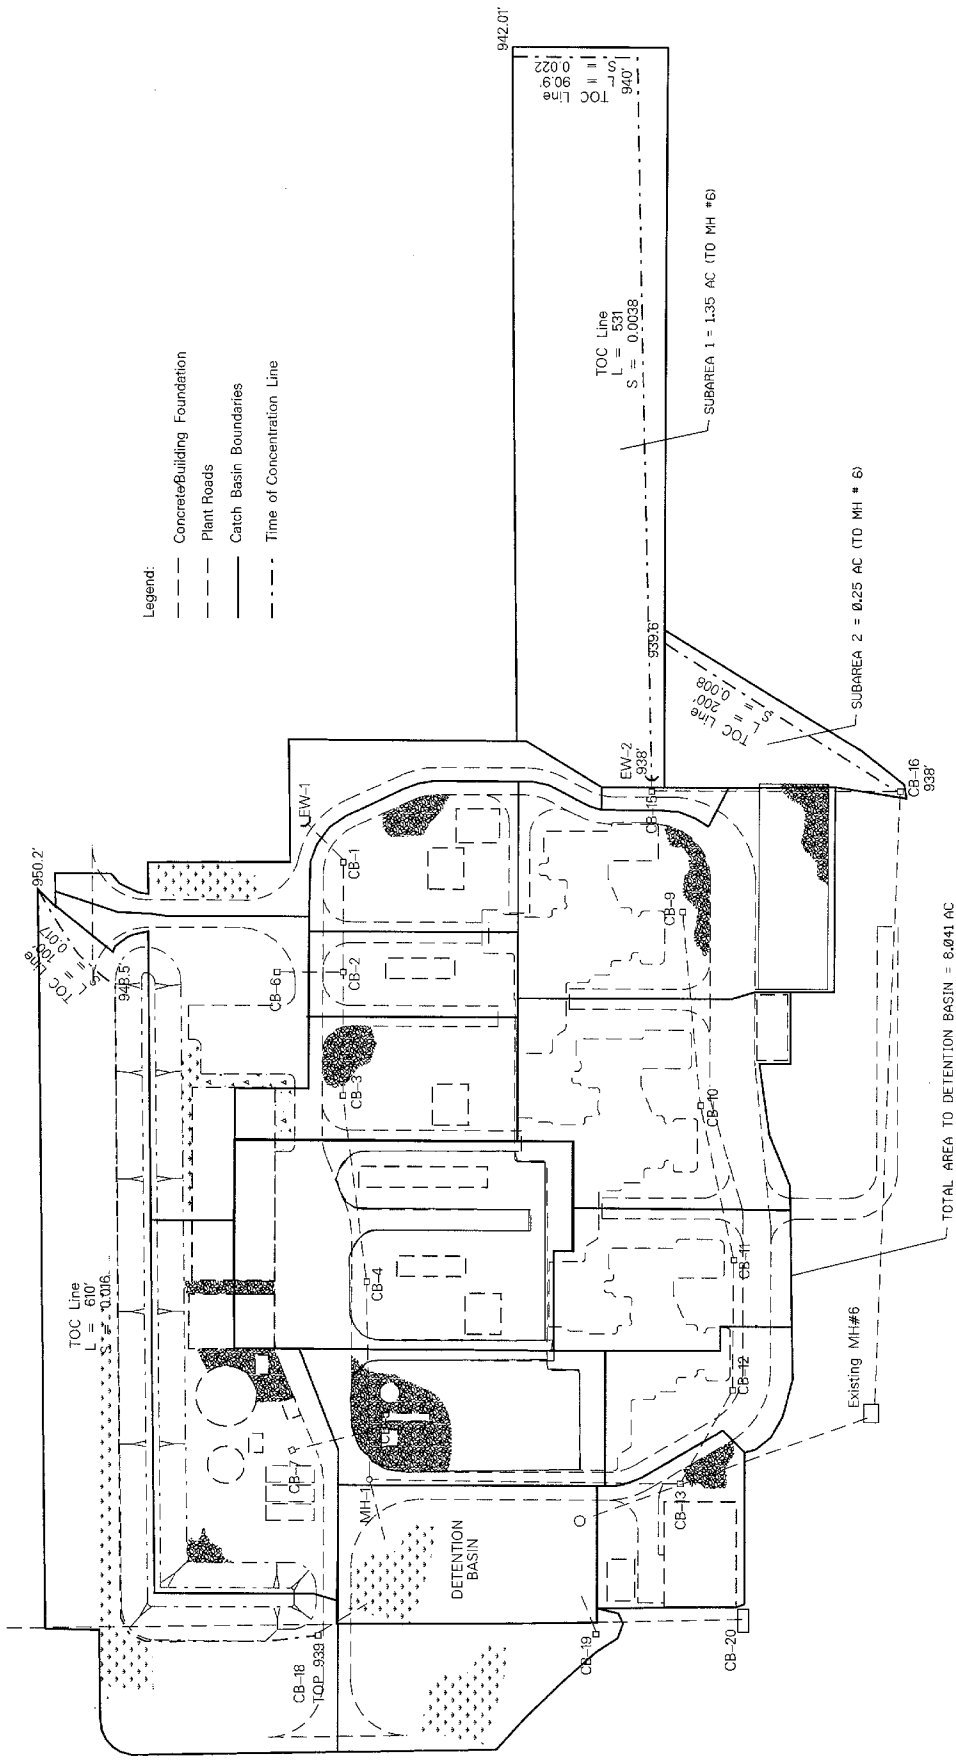 942.01'
TOC Line
L = 90.9'
S = 0.022
940'
Legend:
Concrete/Building Foundation
Plant Roads
Catch Basin Boundaries
Time of Concentration Line
TOC Line
L = 531
S = 0.0038
SUBAREA 1 = 1.35 AC (TO MH #6)
939.6'
TOC Line
L = 200'
S = 0.008
SUBAREA 2 = 0.25 AC (TO MH # 6)
EW-2
938'
CB-15
CB-16
938'
950.2'
TOC Line
L = 100'
S = 0.017
948.5'
EW-1
CB-1
CB-2
CB-6
CB-3
CB-9
CB-10
CB-4
CB-11
CB-12
TOC Line
L = 610'
S = 0.016
CB-7
MH-1
CB-13
Existing MH#6
TOTAL AREA TO DETENTION BASIN = 8.041 AC
DETENTION
BASIN
CB-18
TOP 939
CB-19
CB-20